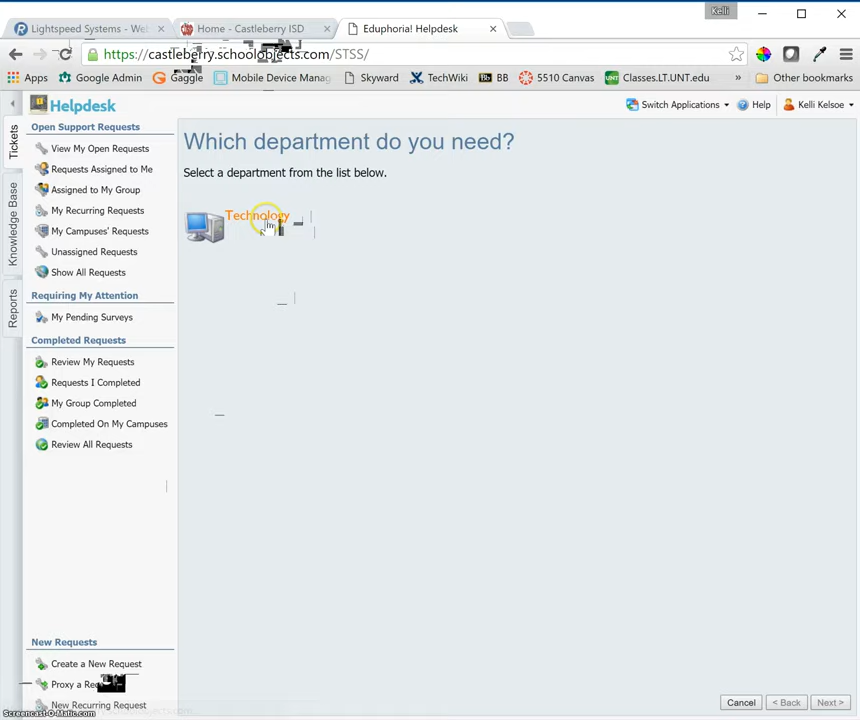 Kelli
Lightspeed Systems - Web
Home - Castleberry ISD
Eduphoria! Helpdesk
https://castleberry.schoolobjects.com/STSS/
Apps
Google Admin
Gaggle
Mobile Device Manag
Skyward
TechWiki
Bb BB
5510 Canvas
UNT Classes.LT.UNT.edu
»
Other bookmarks
Helpdesk
Switch Applications
Help
Kelli Kelsoe
Tickets
Knowledge Base
Reports
Open Support Requests
View My Open Requests
Requests Assigned to Me
Assigned to My Group
My Recurring Requests
My Campuses' Requests
Unassigned Requests
Show All Requests
Requiring My Attention
My Pending Surveys
Completed Requests
Review My Requests
Requests I Completed
My Group Completed
Completed On My Campuses
Review All Requests
New Requests
Create a New Request
Proxy a
New Recurring Request
Which department do you need?
Select a department from the list below.
Technology
Cancel
< Back
Next >
Screencast-O-Matic.com